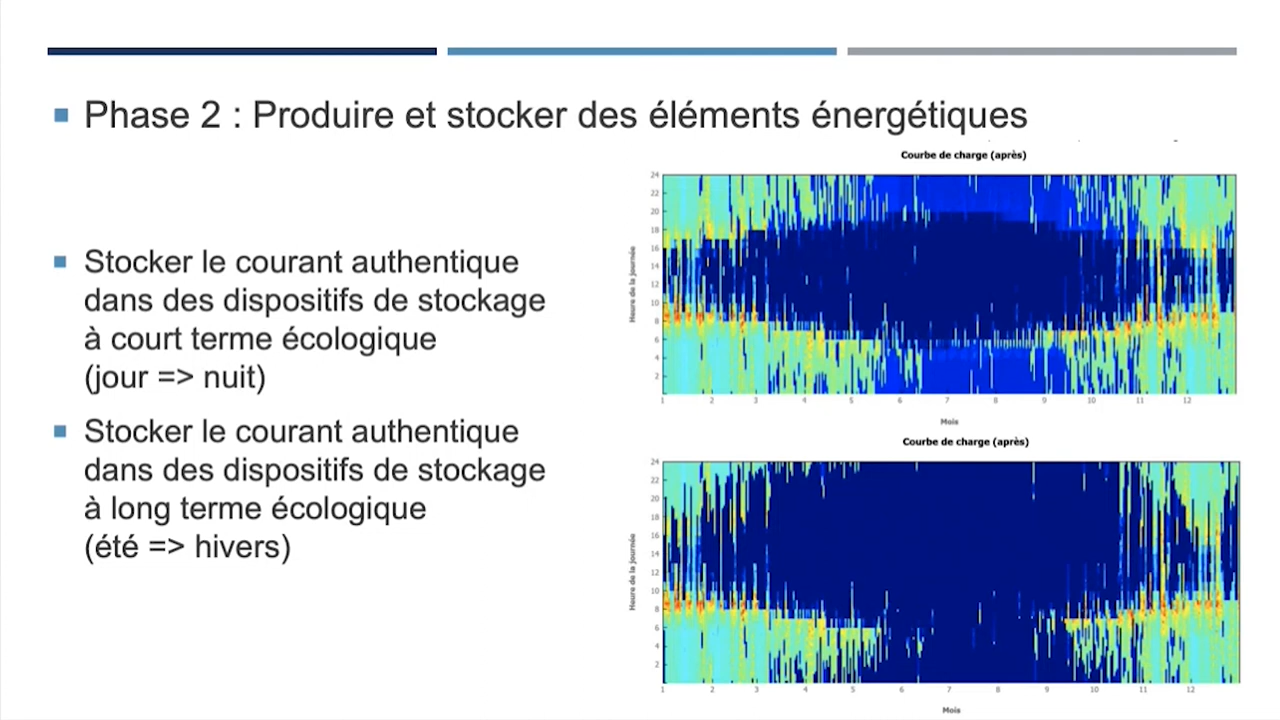 Phase 2 : Produire et stocker des éléments énergétiques
Stocker le courant authentique
dans des dispositifs de stockage
à court terme écologique
(jour => nuit)
Stocker le courant authentique
dans des dispositifs de stockage
à long terme écologique
(été => hivers)
Courbe de charge (après)
Heure de la journée
24
22
20
18
16
14
12
10
8
6
4
2
1 2 3 4 5 6 7 8 9 10 11 12
Mois
Courbe de charge (après)
Heure de la journée
24
22
20
18
16
14
12
10
8
6
4
2
1 2 3 4 5 6 7 8 9 10 11 12
Mois